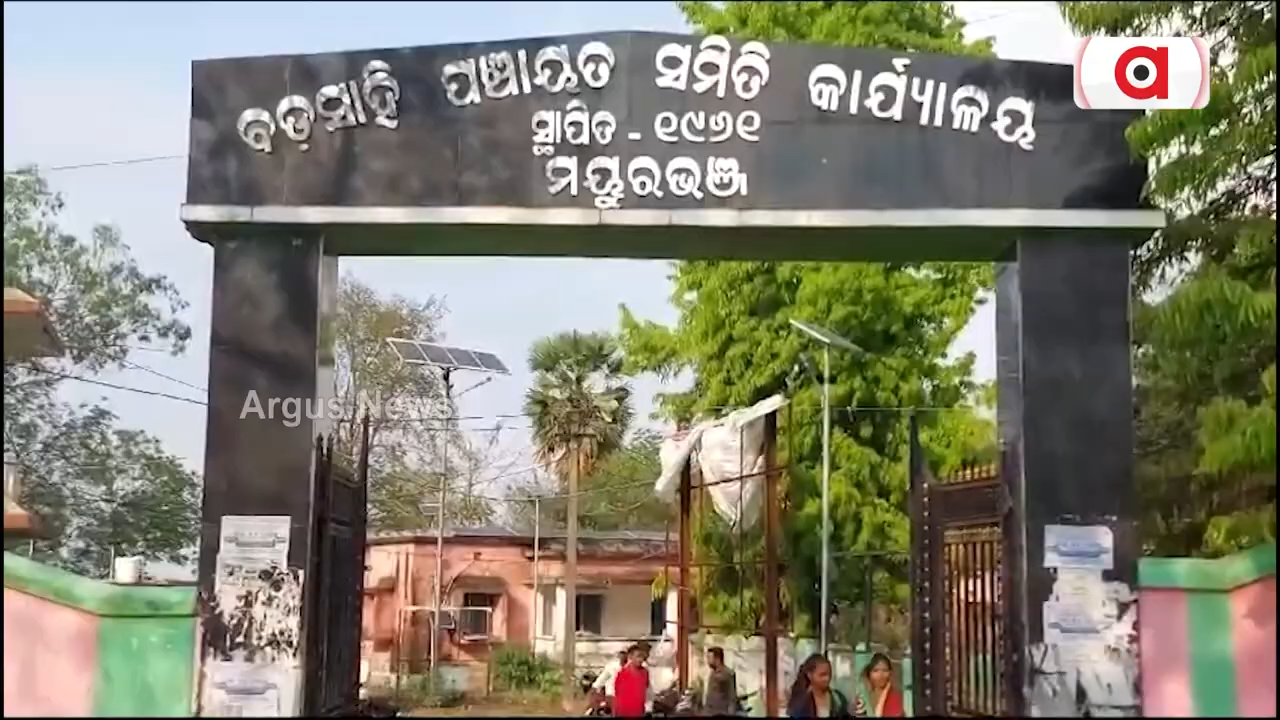 ବଡ଼ସାହି ପଞ୍ଚାୟତ ସମିତି କାର୍ଯ୍ୟାଳୟ
ସ୍ଥାପିତ - ୧୯୬୧
ମୟୂରଭଞ୍ଜ
a
Argus News